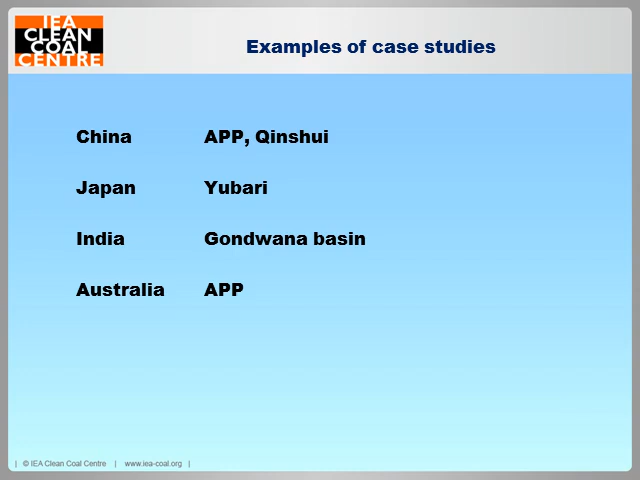 IEA
CLEAN
COAL
CENTRE
Examples of case studies
China APP, Qinshui
Japan Yubari
India Gondwana basin
Australia APP
| © IEA Clean Coal Centre | www.iea-coal.org |